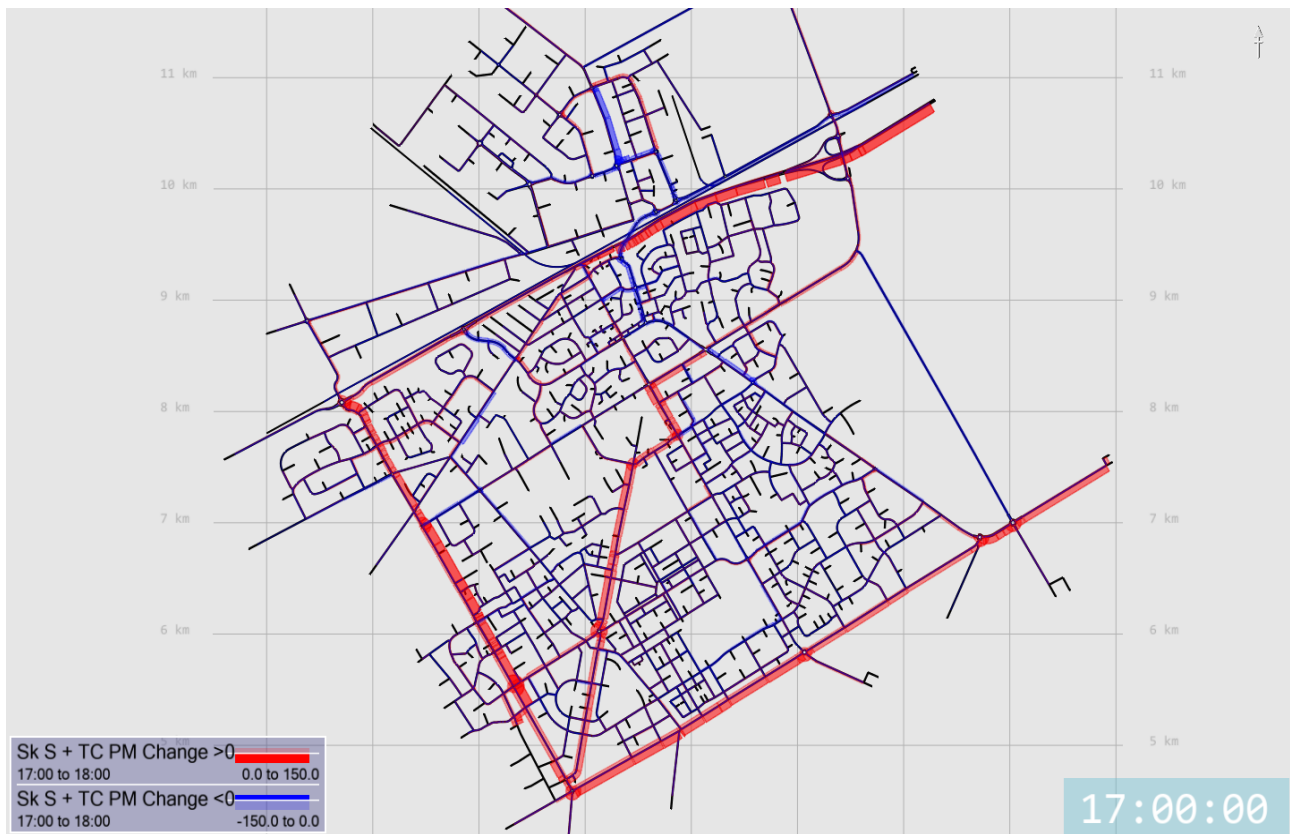 11 km 11 km
10 km 10 km
9 km 9 km
8 km 8 km
7 km 7 km
6 km 6 km
5 km 5 km
Sk S + TC PM Change >0
17:00 to 18:00 0.0 to 150.0
Sk S + TC PM Change <0
17:00 to 18:00 -150.0 to 0.0
17:00:00